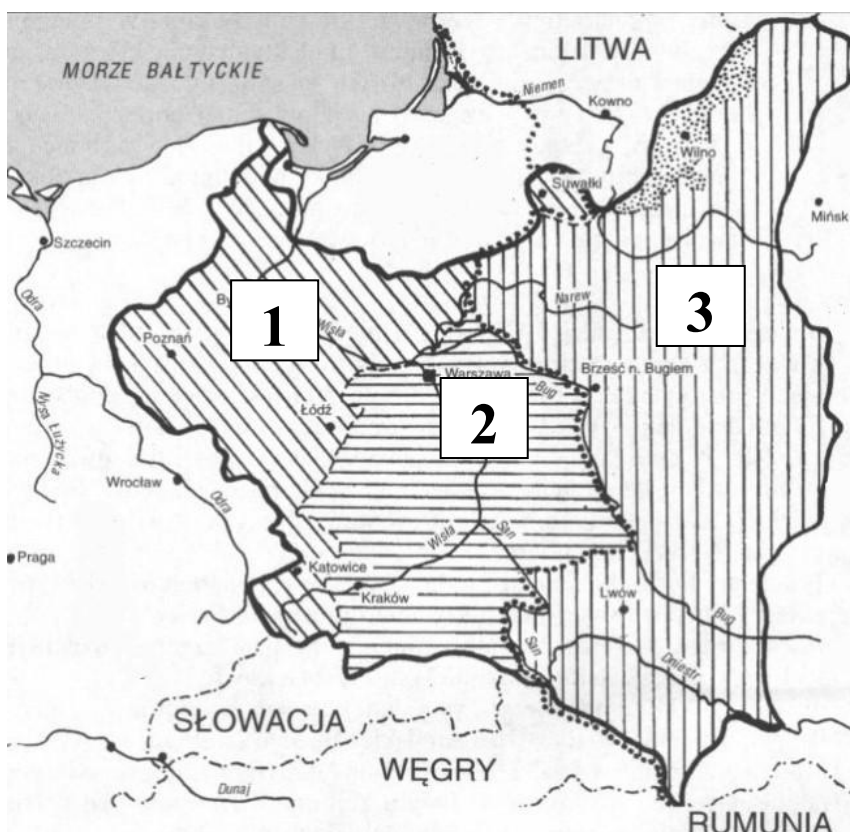 LITWA
MORZE BAŁTYCKIE
Niemen
Kowno
Wilno
Suwałki
Mińsk
Szczecin
Odra
1
3
By
Narew
Wisła
Poznań
Warszawa
Brześć n. Bugiem
Bug
2
Łódź
Nysa Łużycka
Wrocław
Odra
San
Wisła
Praga
Katowice
Kraków
Lwów
Bug
San
Dniestr
SŁOWACJA
WĘGRY
Dunaj
RUMUNIA